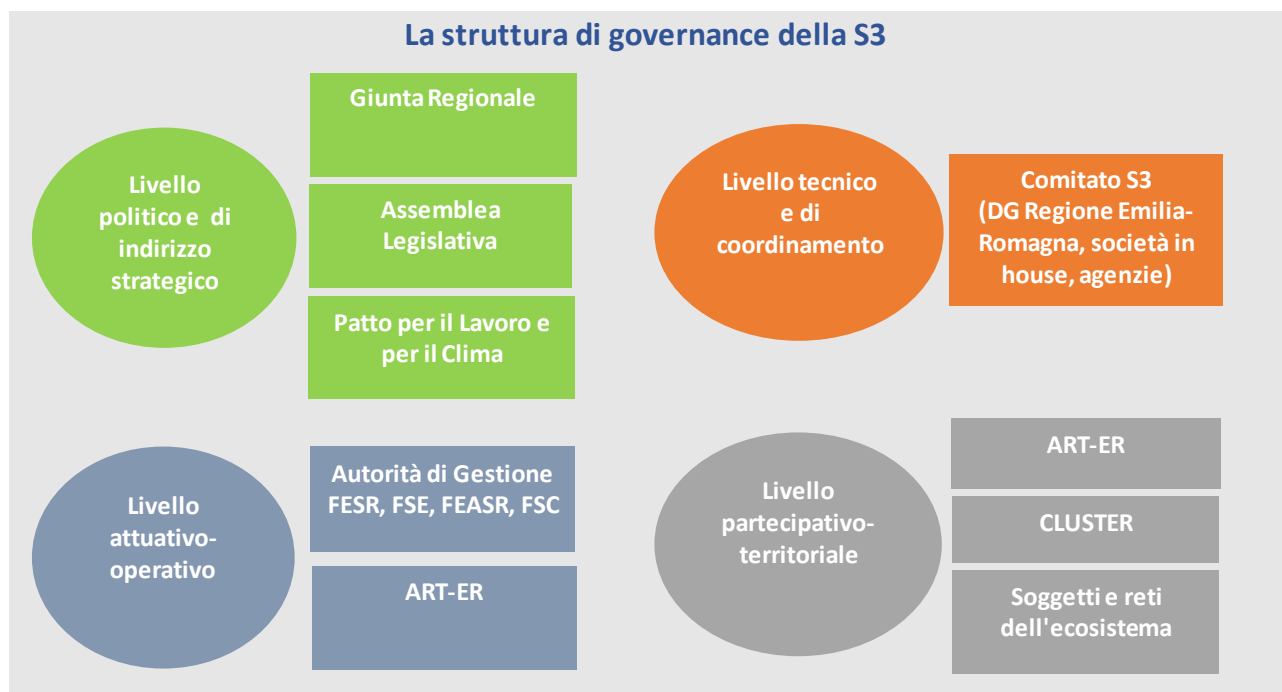 La struttura di governance della S3
Livello
politico e di
indirizzo
strategico
Giunta Regionale
Assemblea
Legislativa
Patto per il Lavoro e
per il Clima
Livello tecnico
e di
coordinamento
Comitato S3
(DG Regione Emilia-
Romagna, società in
house, agenzie)
Livello
attuativo-
operativo
Autorità di Gestione
FESR, FSE, FEASR, FSC
ART-ER
Livello
partecipativo-
territoriale
ART-ER
CLUSTER
Soggetti e reti
dell'ecosistema